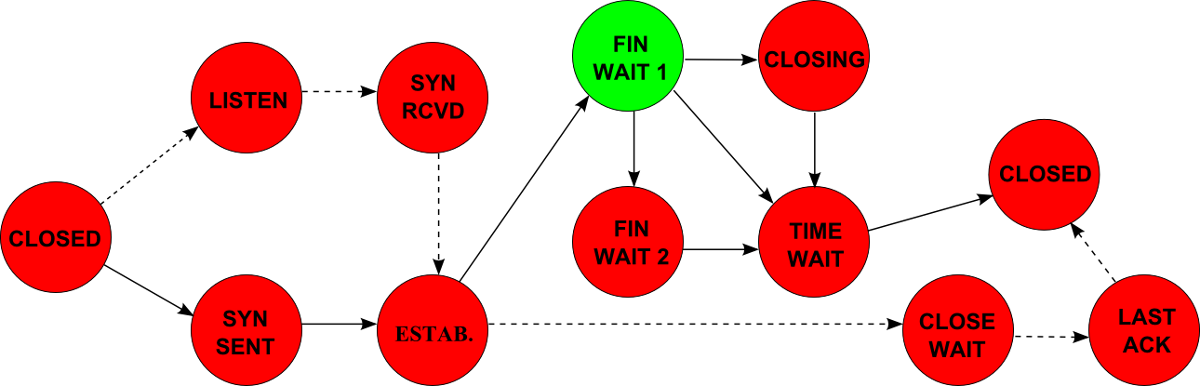 FIN
WAIT 1
CLOSING
LISTEN
SYN
RCVD
CLOSED
CLOSED
FIN
WAIT 2
TIME
WAIT
SYN
SENT
ESTAB.
CLOSE
WAIT
LAST
ACK